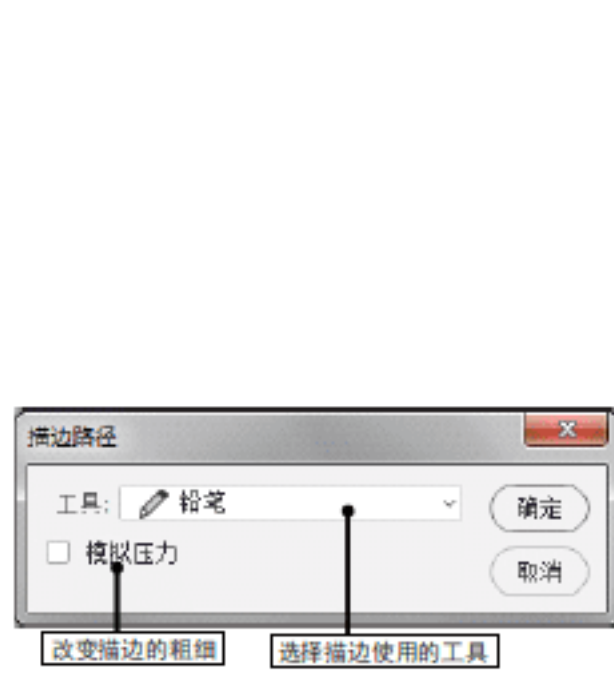 描边路径
工具: 铅笔
确定
模拟压力
取消
改变描边的粗细
选择描边使用的工具